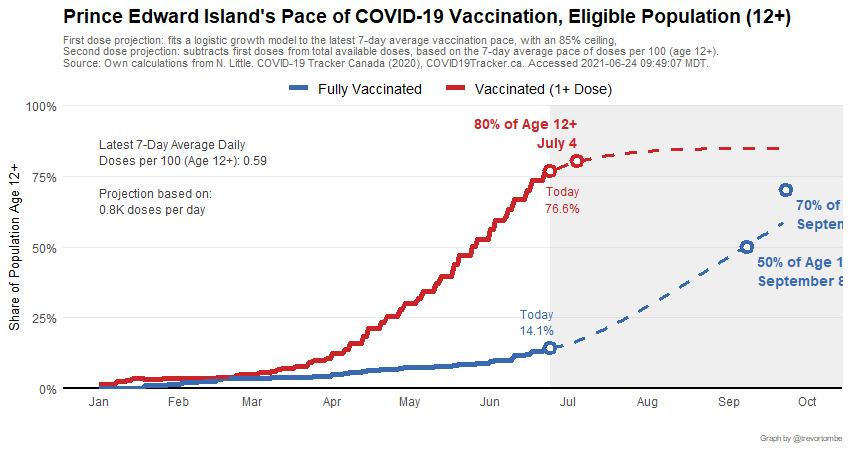 Prince Edward Island's Pace of COVID-19 Vaccination, Eligible Population (12+)
First dose projection: fits a logistic growth model to the latest 7-day average vaccination pace, with an 85% ceiling,
Second dose projection: subtracts first doses from total available doses, based on the 7-day average pace of doses per 100 (age 12+).
Source: Own calculations from N. Little. COVID-19 Tracker Canada (2020), COVID19Tracker.ca. Accessed 2021-06-24 09:49:07 MDT.
Fully Vaccinated
Vaccinated (1+ Dose)
Share of Population Age 12+
100%
75%
50%
25%
0%
Latest 7-Day Average Daily
Doses per 100 (Age 12+): 0.59
Projection based on:
0.8K doses per day
80% of Age 12+
July 4
Today
76.6%
70% of
Septem
50% of Age 1
September 8
Today
14.1%
Jan
Feb
Mar
Apr
May
Jun
Jul
Aug
Sep
Oct
Graph by @trevortombe